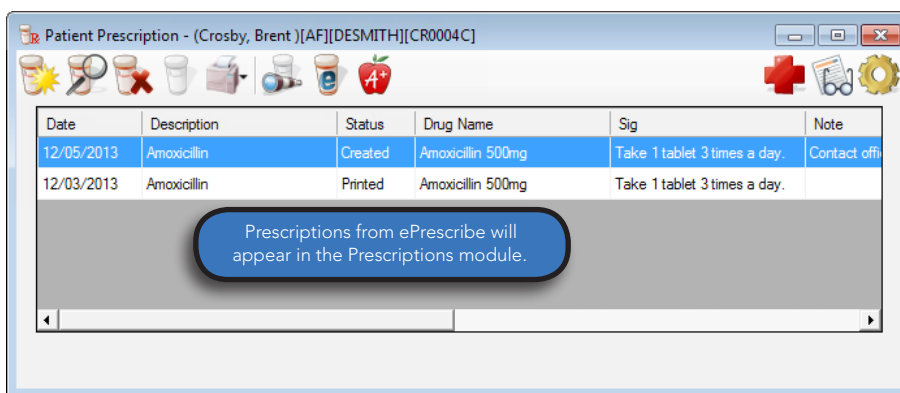 Patient Prescription - (Crosby, Brent )[AF][DESMITH][CR0004C]
Date Description Status Drug Name Sig Note
12/05/2013 Amoxicillin Created Amoxicillin 500mg Take 1 tablet 3 times a day. Contact offi
12/03/2013 Amoxicillin Printed Amoxicillin 500mg Take 1 tablet 3 times a day.
Prescriptions from ePrescribe will
appear in the Prescriptions module.